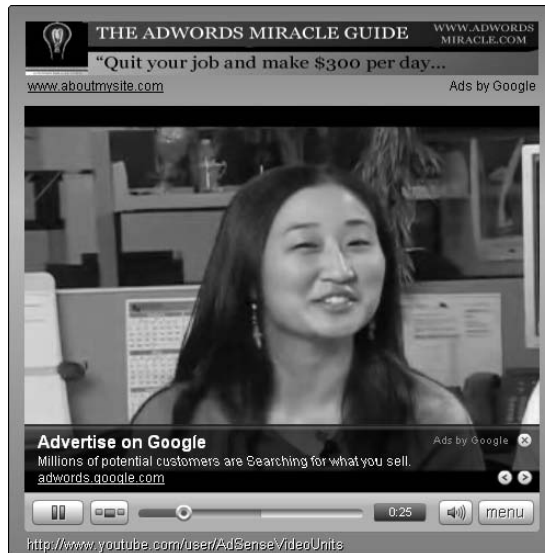 THE ADWORDS MIRACLE GUIDE
WWW.ADWORDS
MIRACLE.COM
"Quit your job and make $300 per day...
www.aboutmysite.com
Ads by Google
Advertise on Google
Ads by Google
Millions of potential customers are Searching for what you sell.
adwords.google.com
0:25
menu
http://www.youtube.com/user/AdSenseVideoUnits